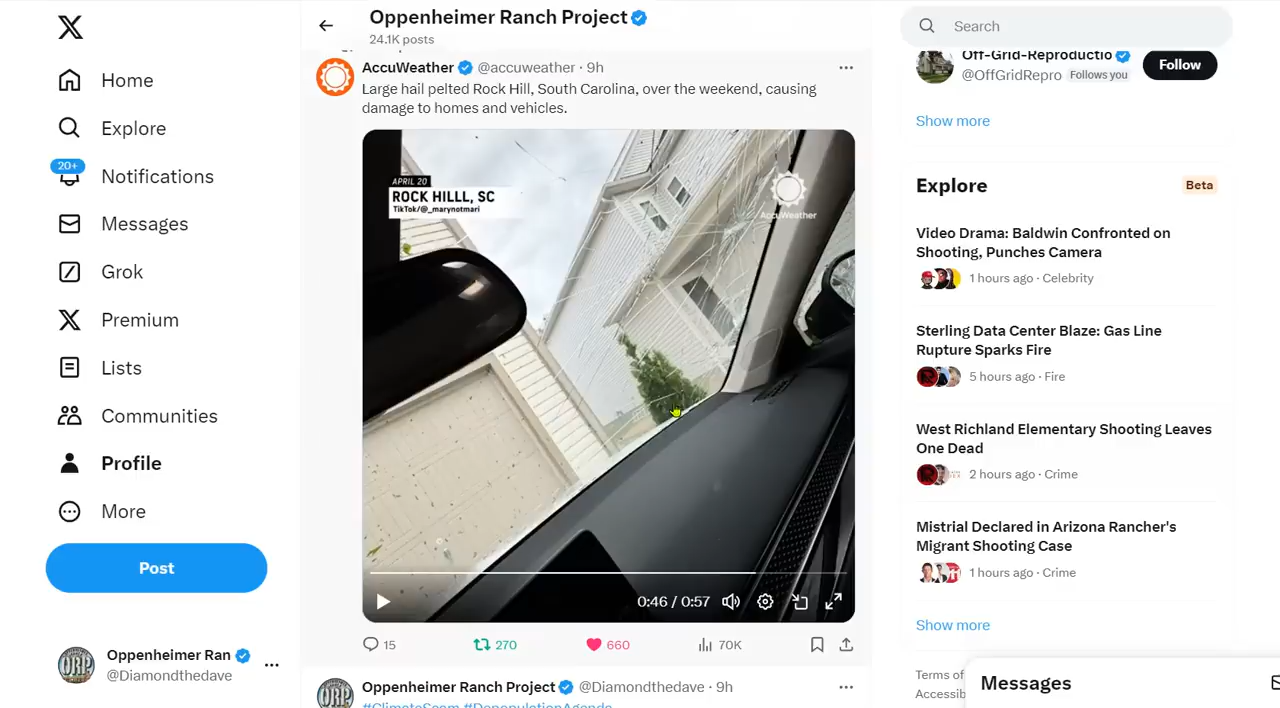 Home
Explore
20+
Notifications
Messages
Grok
Premium
Lists
Communities
Profile
More
Post
ORP
Oppenheimer Ran
@Diamondthedave
Oppenheimer Ranch Project
24.1K posts
AccuWeather @accuweather · 9h
Large hail pelted Rock Hill, South Carolina, over the weekend, causing
damage to homes and vehicles.
APRIL 20
ROCK HILLL, SC
TikTok/@_marynotmari
AccuWeather
0:46 / 0:57
15
270
660
70K
ORP
Oppenheimer Ranch Project @Diamondthedave · 9h
#ClimateScam #DepopulationAgenda
Search
Off-Grid-Reproductio
@OffGridRepro Follows you
Follow
Show more
Explore
Beta
Video Drama: Baldwin Confronted on
Shooting, Punches Camera
1 hours ago · Celebrity
Sterling Data Center Blaze: Gas Line
Rupture Sparks Fire
5 hours ago · Fire
West Richland Elementary Shooting Leaves
One Dead
2 hours ago · Crime
Mistrial Declared in Arizona Rancher's
Migrant Shooting Case
1 hours ago · Crime
Show more
Terms of
Accessib
Messages